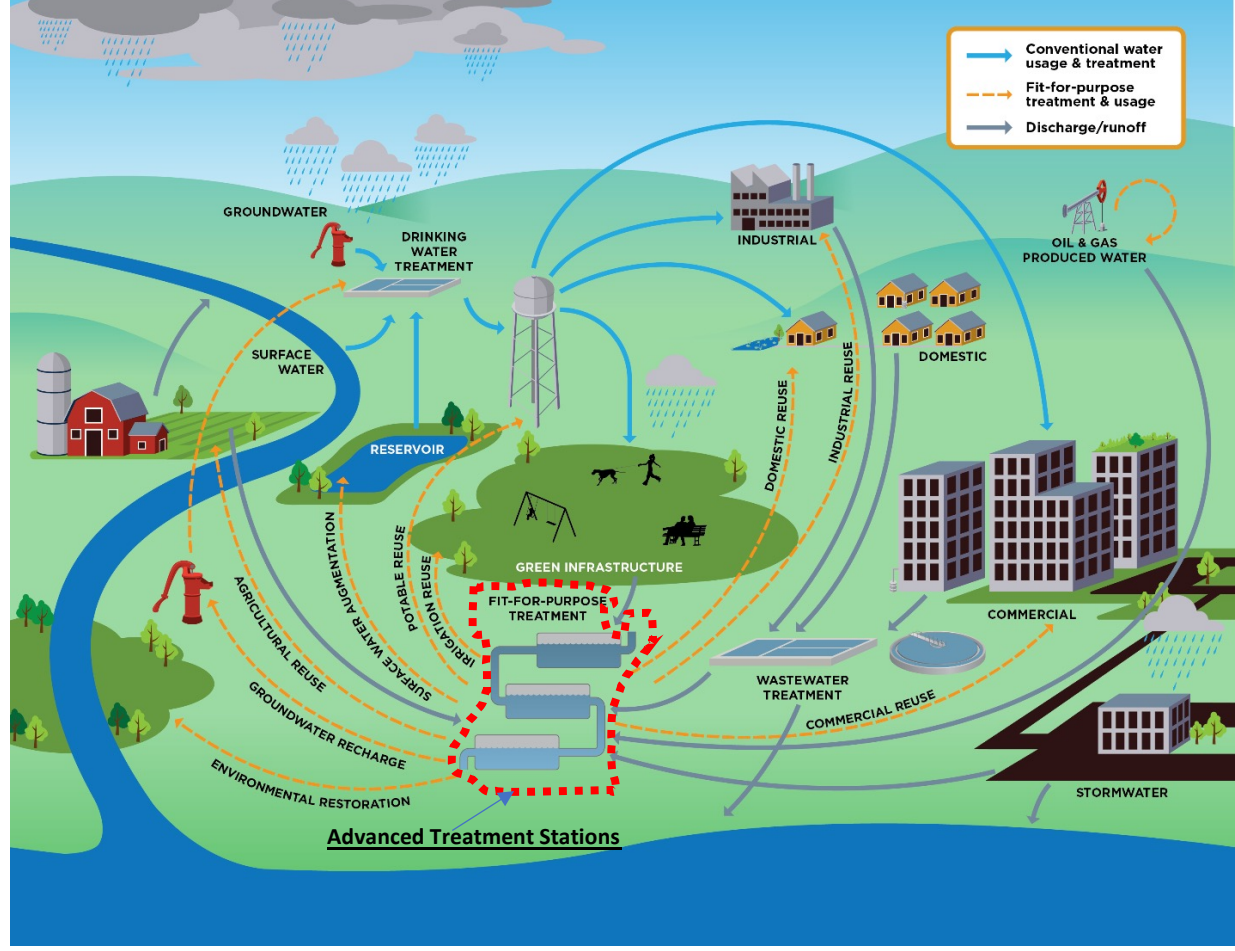 Conventional water
usage & treatment
Fit-for-purpose
treatment & usage
Discharge/runoff
GROUNDWATER
DRINKING
WATER
TREATMENT
INDUSTRIAL
OIL & GAS
PRODUCED WATER
SURFACE
WATER
DOMESTIC
RESERVOIR
DOMESTIC REUSE
INDUSTRIAL REUSE
GREEN INFRASTRUCTURE
FIT-FOR-PURPOSE
TREATMENT
AGRICULTURAL REUSE
SURFACE WATER AUGMENTATION
POTABLE REUSE
IRRIGATION REUSE
COMMERCIAL
WASTEWATER
TREATMENT
COMMERCIAL REUSE
GROUNDWATER RECHARGE
ENVIRONMENTAL RESTORATION
STORMWATER
Advanced Treatment Stations